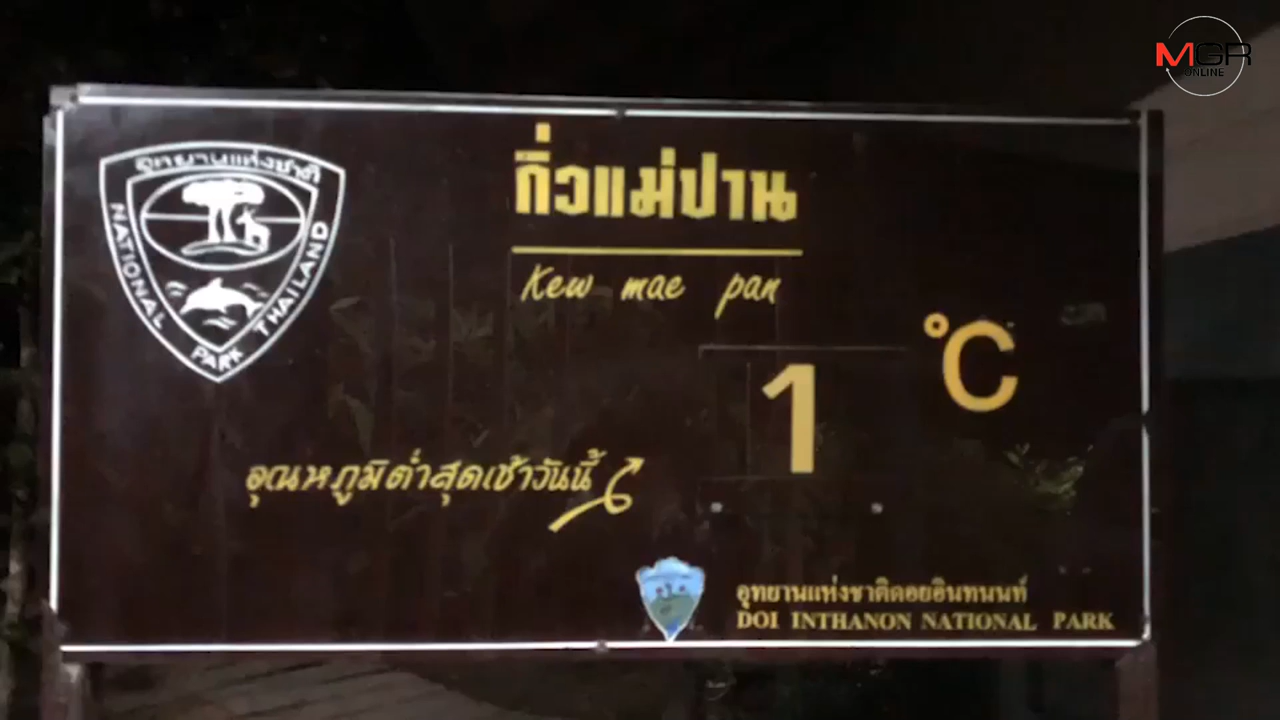 MGR
ONLINE
อุทยานแห่งชาติ
NATIONAL PARK THAILAND
กิ่วแม่ปาน
Kew mae pan
°C
1
อุณหภูมิต่ำสุดเช้าวันนี้
อุทยานแห่งชาติดอยอินทนนท์
DOI INTHANON NATIONAL PARK